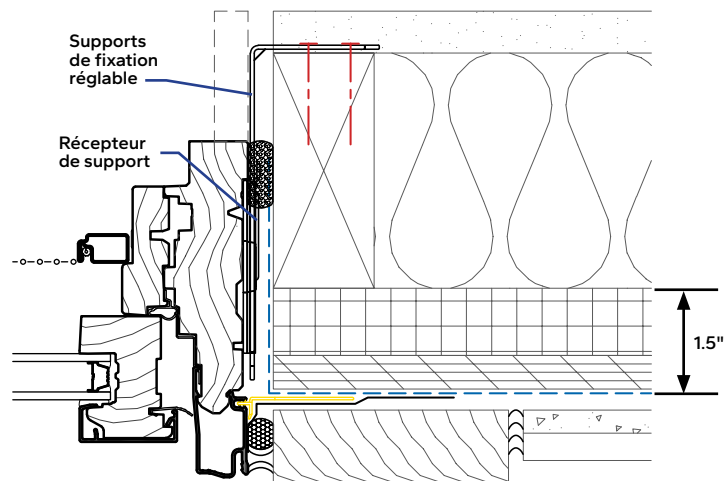 Supports
de fixation
réglable
Récepteur
de support
1.5"